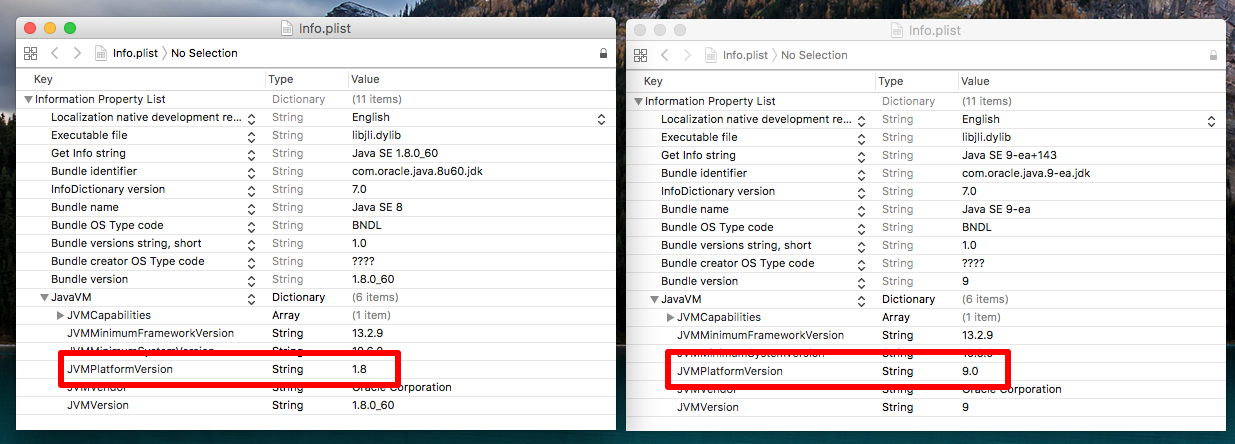 Info.plist
Info.plist 〉 No Selection
Key Type Value
Information Property List Dictionary (11 items)
Localization native development re... String English
Executable file String libjli.dylib
Get Info string String Java SE 1.8.0_60
Bundle identifier String com.oracle.java.8u60.jdk
InfoDictionary version String 7.0
Bundle name String Java SE 8
Bundle OS Type code String BNDL
Bundle versions string, short String 1.0
Bundle creator OS Type code String ????
Bundle version String 1.8.0_60
JavaVM Dictionary (6 items)
JVMCapabilities Array (1 item)
JVMMinimumFrameworkVersion String 13.2.9
JVMMinimumSystemVersion String 10.6.0
JVMPlatformVersion String 1.8
JVMVendor String Oracle Corporation
JVMVersion String 1.8.0_60
Info.plist
Info.plist 〉 No Selection
Key Type Value
Information Property List Dictionary (11 items)
Localization native development re... String English
Executable file String libjli.dylib
Get Info string String Java SE 9-ea+143
Bundle identifier String com.oracle.java.9-ea.jdk
InfoDictionary version String 7.0
Bundle name String Java SE 9-ea
Bundle OS Type code String BNDL
Bundle versions string, short String 1.0
Bundle creator OS Type code String ????
Bundle version String 9
JavaVM Dictionary (6 items)
JVMCapabilities Array (1 item)
JVMMinimumFrameworkVersion String 13.2.9
JVMMinimumSystemVersion String 10.6.0
JVMPlatformVersion String 9.0
JVMVendor String Oracle Corporation
JVMVersion String 9